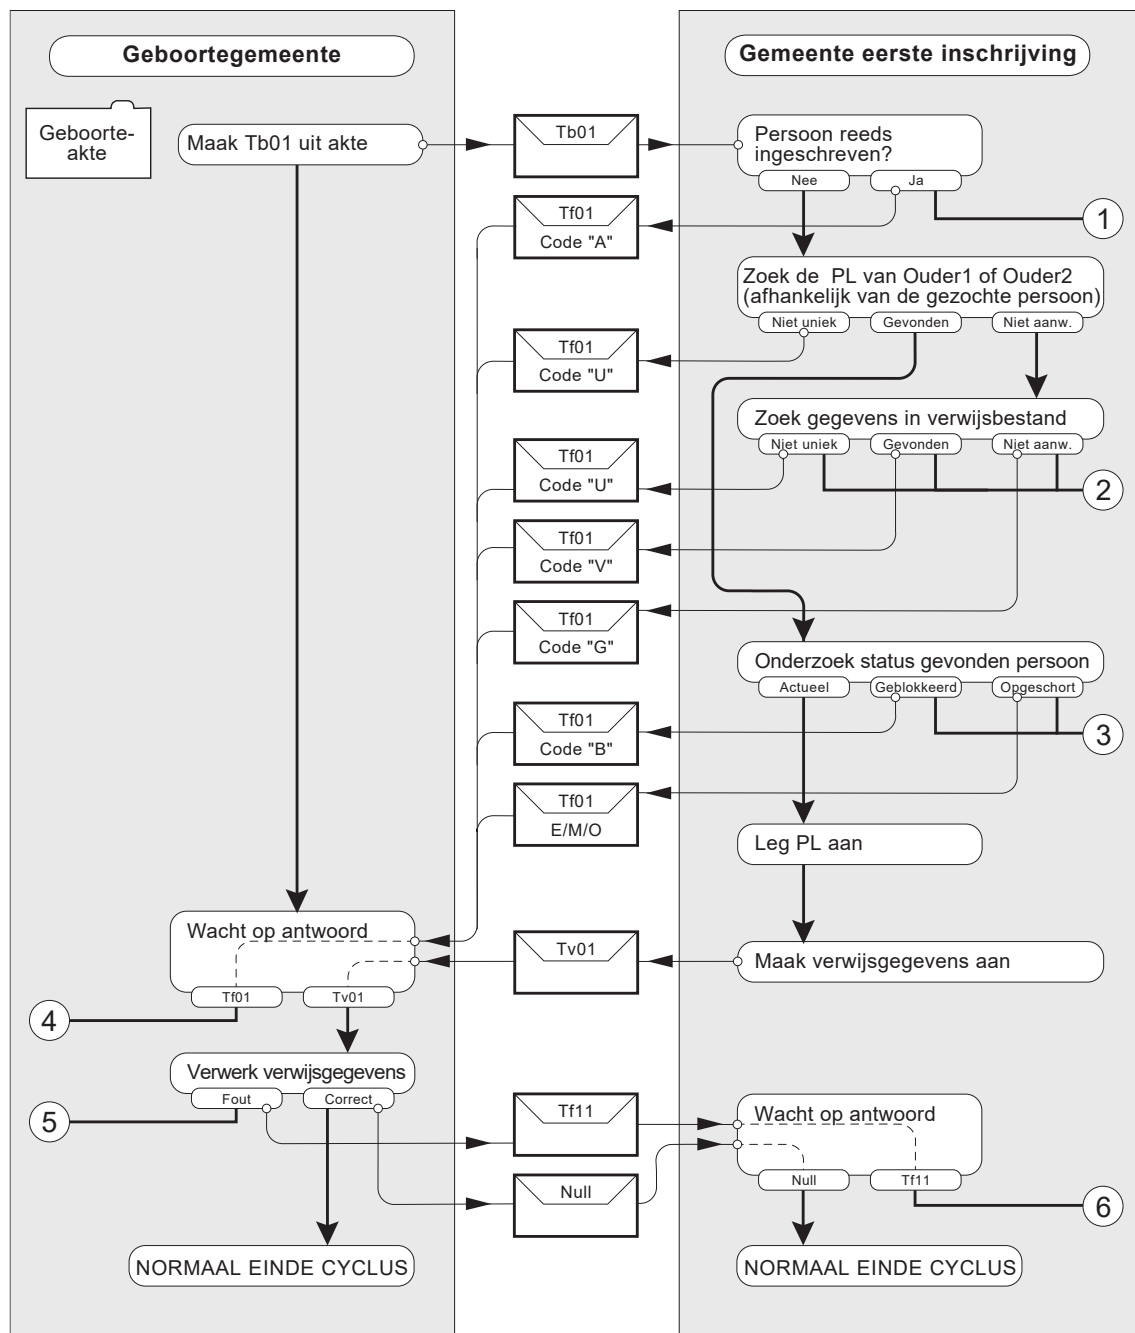 Geboortegemeente
Gemeente eerste inschrijving
Geboorte-
akte
Maak Tb01 uit akte
Tb01
Persoon reeds
ingeschreven?
Nee
Ja
Tf01
Code "A"
1
Zoek de PL van Ouder1 of Ouder2
(afhankelijk van de gezochte persoon)
Niet uniek
Gevonden
Niet aanw.
Tf01
Code "U"
Zoek gegevens in verwijsbestand
Niet uniek
Gevonden
Niet aanw.
Tf01
Code "U"
2
Tf01
Code "V"
Tf01
Code "G"
Onderzoek status gevonden persoon
Actueel
Geblokkeerd
Opgeschort
Tf01
Code "B"
3
Tf01
E/M/O
Leg PL aan
Wacht op antwoord
Tf01
Tv01
Tv01
Maak verwijsgegevens aan
4
Verwerk verwijsgegevens
Fout
Correct
5
Tf11
Wacht op antwoord
Null
Tf11
Null
6
NORMAAL EINDE CYCLUS
NORMAAL EINDE CYCLUS